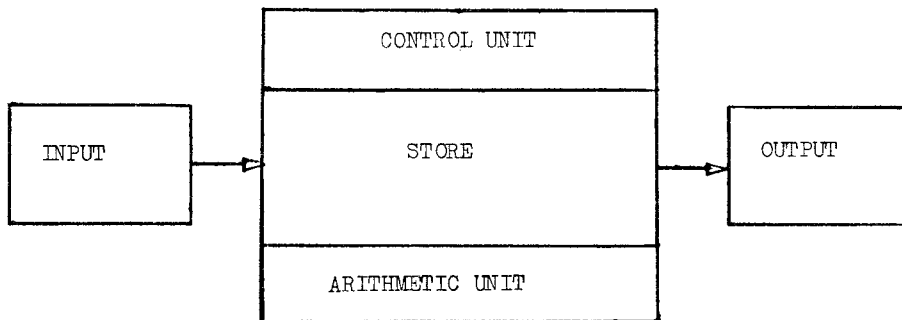 CONTROL UNIT
INPUT
STORE
OUTPUT
ARITHMETIC UNIT